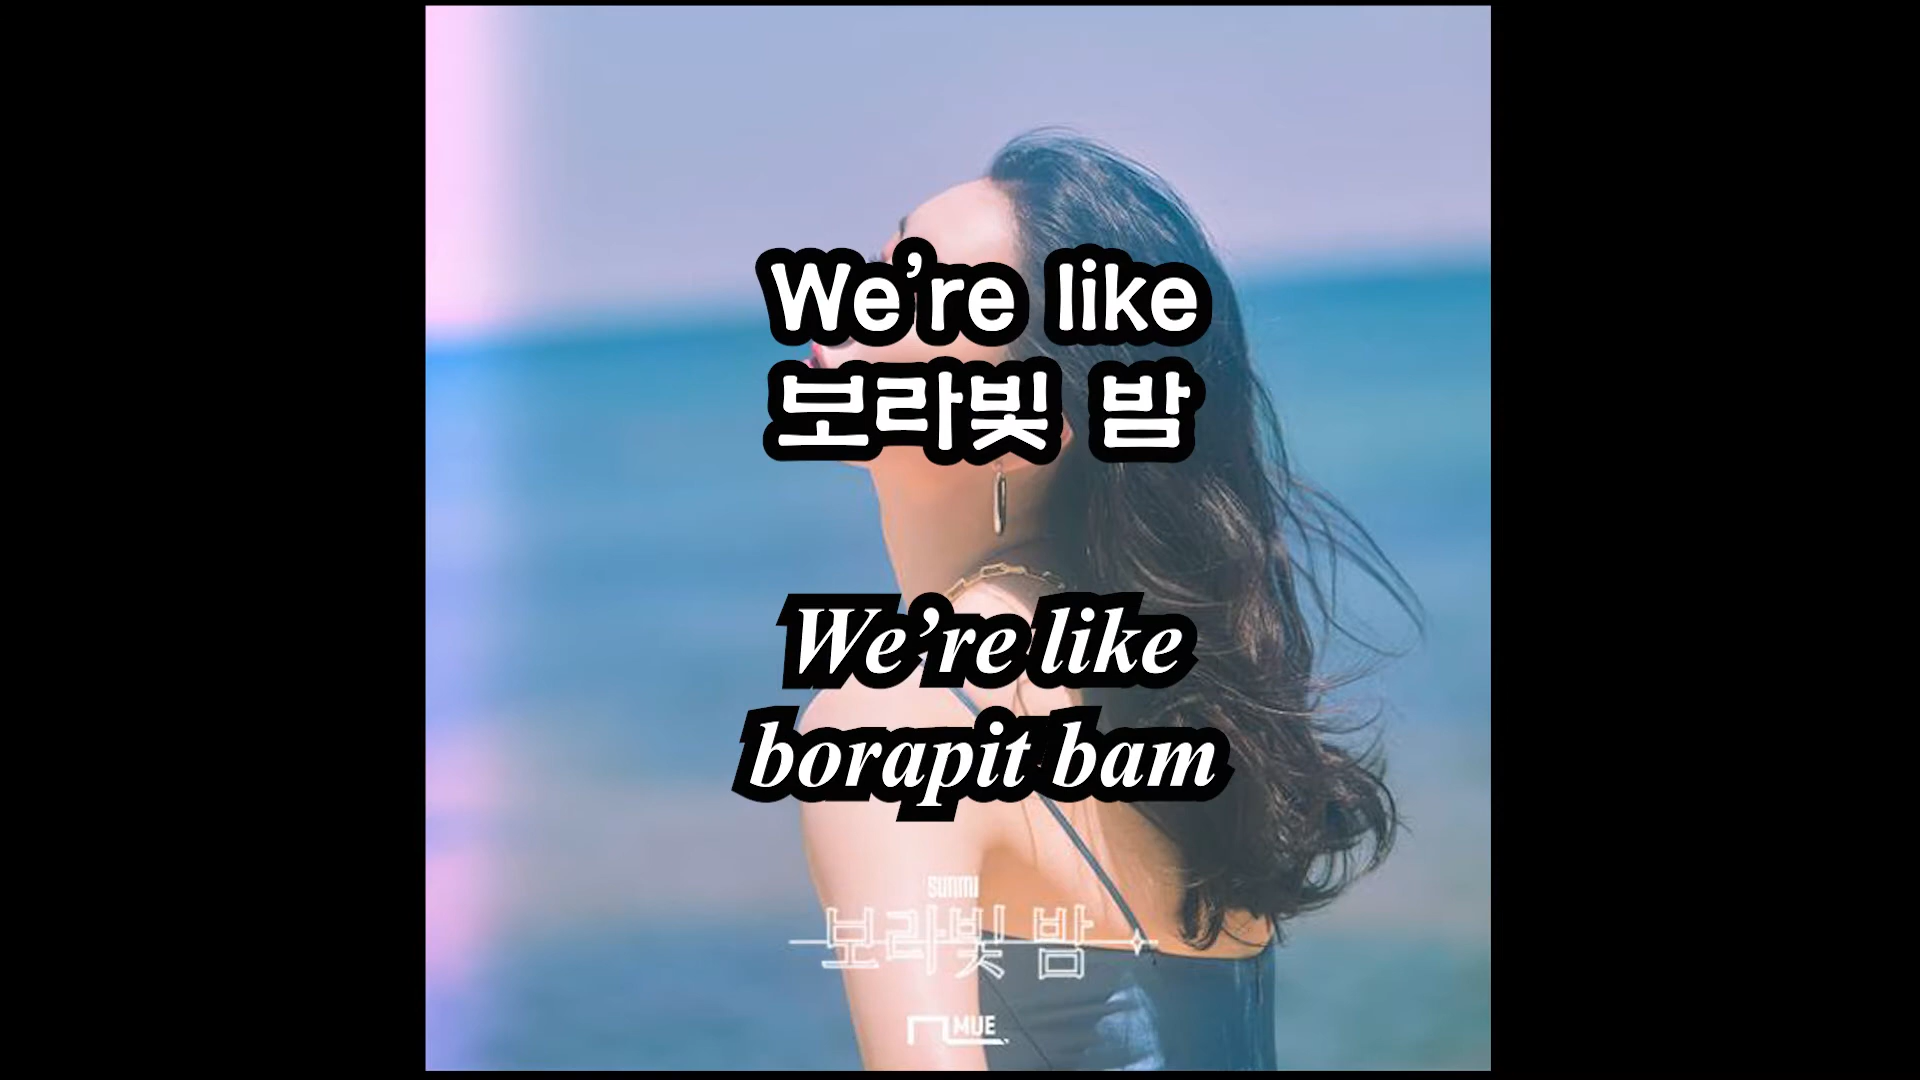 We’re like
보라빛 밤
We’re like
borapit bam
SUNMI
보라빛 밤
MUE